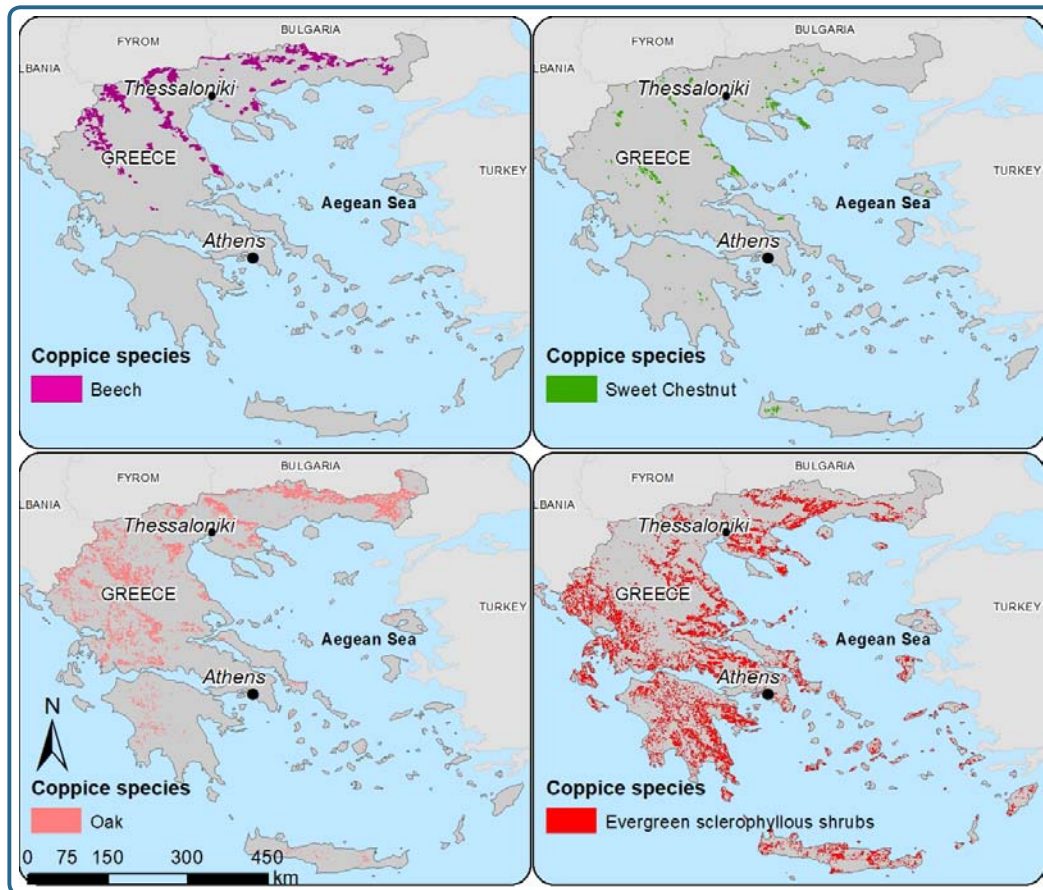 BULGARIA
FYROM
LBANIA
Thessaloniki
GREECE
TURKEY
Aegean Sea
Athens
Coppice species
Beech
BULGARIA
FYROM
LBANIA
Thessaloniki
GREECE
TURKEY
Aegean Sea
Athens
Coppice species
Sweet Chestnut
BULGARIA
FYROM
LBANIA
Thessaloniki
GREECE
TURKEY
Aegean Sea
Athens
N
Coppice species
Oak
0 75 150 300 450
km
BULGARIA
FYROM
LBANIA
Thessaloniki
GREECE
TURKEY
Aegean Sea
Athens
Coppice species
Evergreen sclerophyllous shrubs